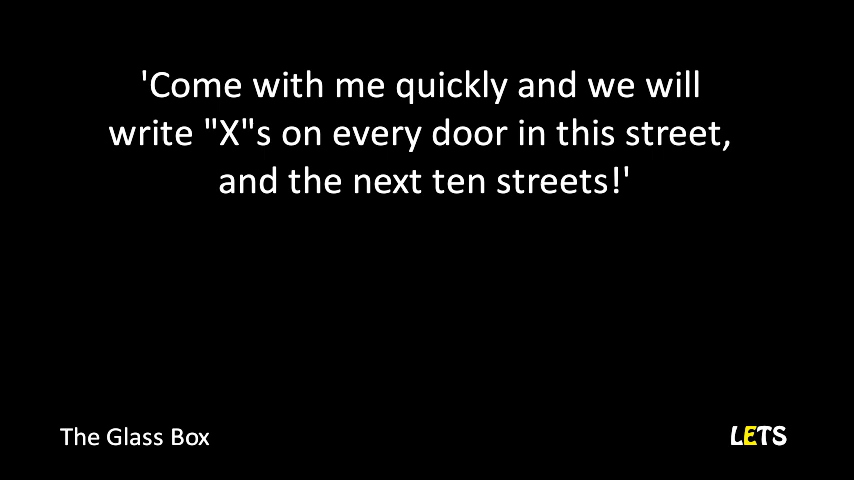 'Come with me quickly and we will
write "X"s on every door in this street,
and the next ten streets!'
The Glass Box
LETS